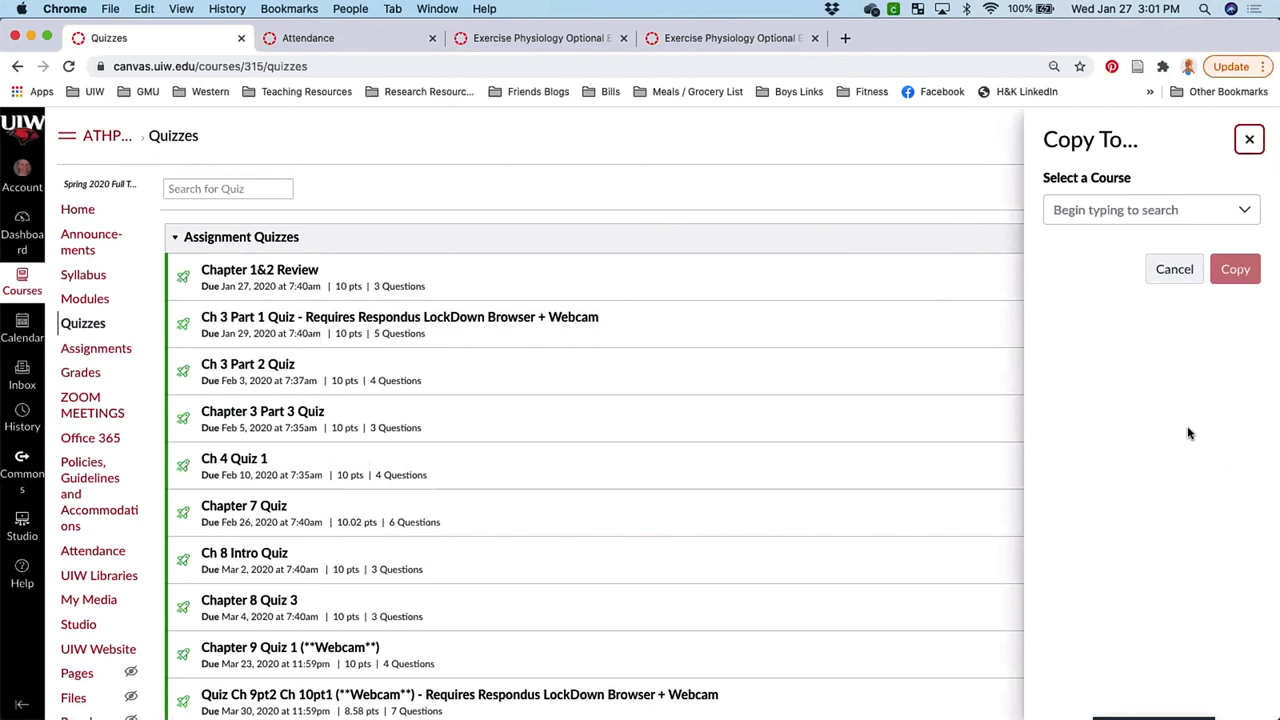 Chrome File Edit View History Bookmarks People Tab Window Help 100% Wed Jan 27 3:01 PM
Quizzes
Attendance
Exercise Physiology Optional E
Exercise Physiology Optional E
canvas.uiw.edu/courses/315/quizzes
Update
Apps UIW GMU Western Teaching Resources Research Resourc... Friends Blogs Bills Meals / Grocery List Boys Links Fitness Facebook H&K LinkedIn » Other Bookmarks
UIW
Account
Dashboa
rd
Courses
Calendar
Inbox
History
Common
s
Studio
Help
ATHP... › Quizzes
Spring 2020 Full T...
Home
Announce-
ments
Syllabus
Modules
Quizzes
Assignments
Grades
ZOOM
MEETINGS
Office 365
Policies,
Guidelines
and
Accommodati
ons
Attendance
UIW Libraries
My Media
Studio
UIW Website
Pages
Files
Search for Quiz
Assignment Quizzes
Chapter 1&2 Review
Due Jan 27, 2020 at 7:40am | 10 pts | 3 Questions
Ch 3 Part 1 Quiz - Requires Respondus LockDown Browser + Webcam
Due Jan 29, 2020 at 7:40am | 10 pts | 5 Questions
Ch 3 Part 2 Quiz
Due Feb 3, 2020 at 7:37am | 10 pts | 4 Questions
Chapter 3 Part 3 Quiz
Due Feb 5, 2020 at 7:35am | 10 pts | 3 Questions
Ch 4 Quiz 1
Due Feb 10, 2020 at 7:35am | 10 pts | 4 Questions
Chapter 7 Quiz
Due Feb 26, 2020 at 7:40am | 10.02 pts | 6 Questions
Ch 8 Intro Quiz
Due Mar 2, 2020 at 7:40am | 10 pts | 3 Questions
Chapter 8 Quiz 3
Due Mar 4, 2020 at 7:40am | 10 pts | 3 Questions
Chapter 9 Quiz 1 (**Webcam**)
Due Mar 23, 2020 at 11:59pm | 10 pts | 4 Questions
Quiz Ch 9pt2 Ch 10pt1 (**Webcam**) - Requires Respondus LockDown Browser + Webcam
Due Mar 30, 2020 at 11:59pm | 8.58 pts | 7 Questions
Copy To...
Select a Course
Begin typing to search
Cancel Copy